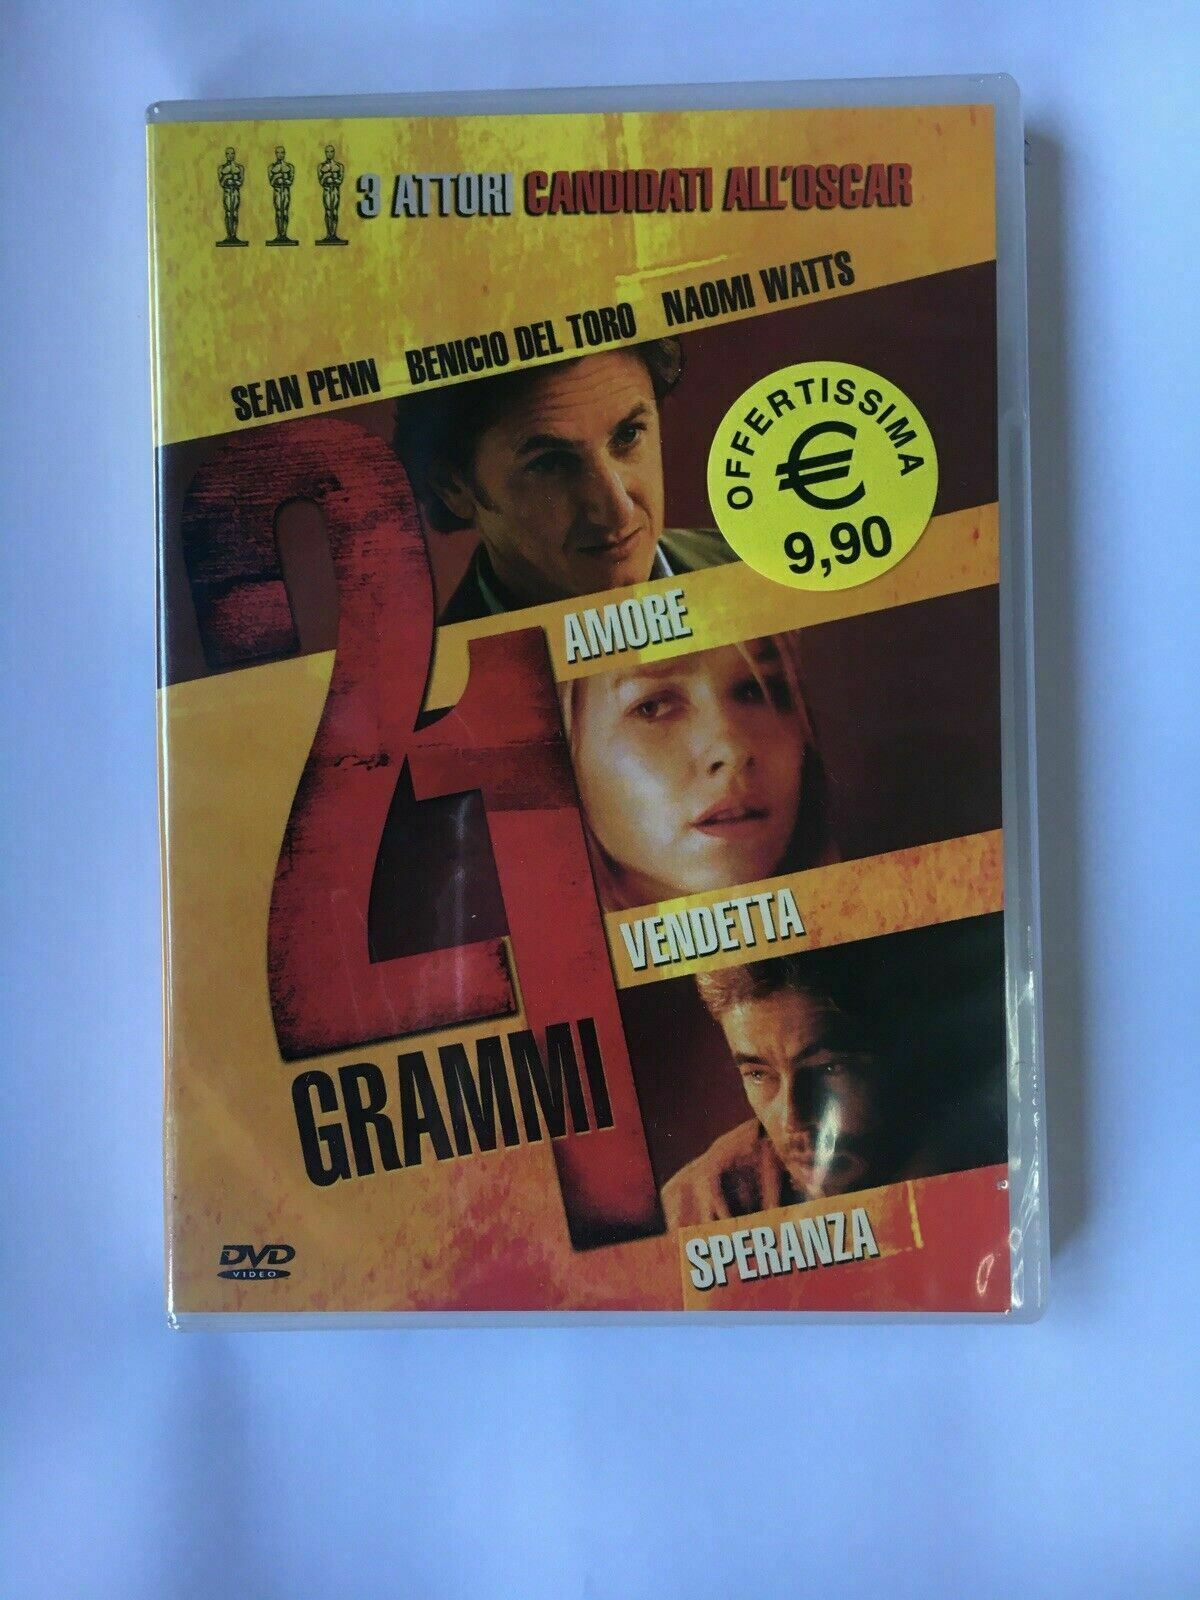 3 ATTORI CANDIDATI ALL'OSCAR
SEAN PENN BENICIO DEL TORO NAOMI WATTS
OFFERTISSIMA
€
9,90
21
GRAMMI
AMORE
VENDETTA
SPERANZA
DVD
VIDEO